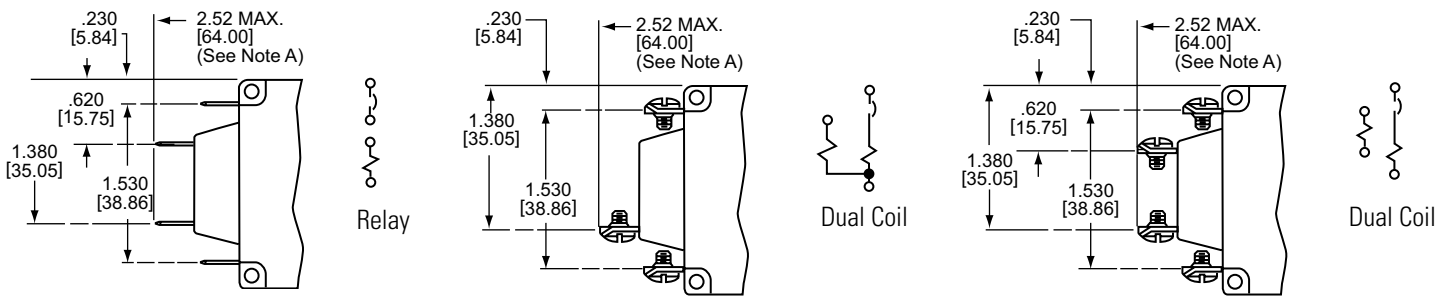 .230
[5.84]
2.52 MAX.
[64.00]
(See Note A)
.620
[15.75]
1.380
[35.05]
1.530
[38.86]
Relay
.230
[5.84]
2.52 MAX.
[64.00]
(See Note A)
1.380
[35.05]
1.530
[38.86]
Dual Coil
.230
[5.84]
2.52 MAX.
[64.00]
(See Note A)
.620
[15.75]
1.380
[35.05]
1.530
[38.86]
Dual Coil